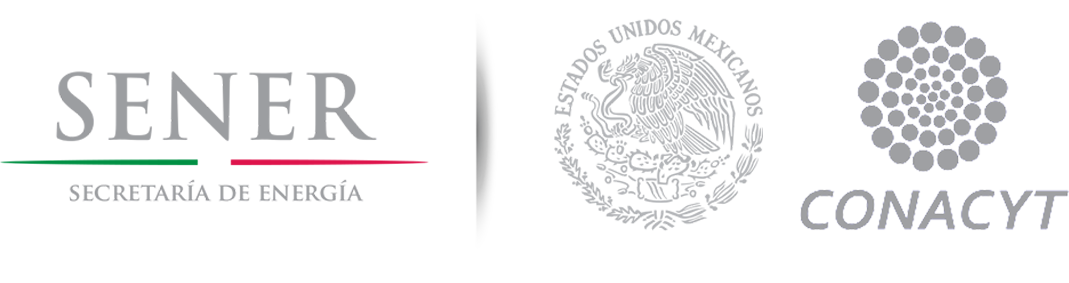 SENER
SECRETARÍA DE ENERGÍA
ESTADOS UNIDOS MEXICANOS
CONACYT